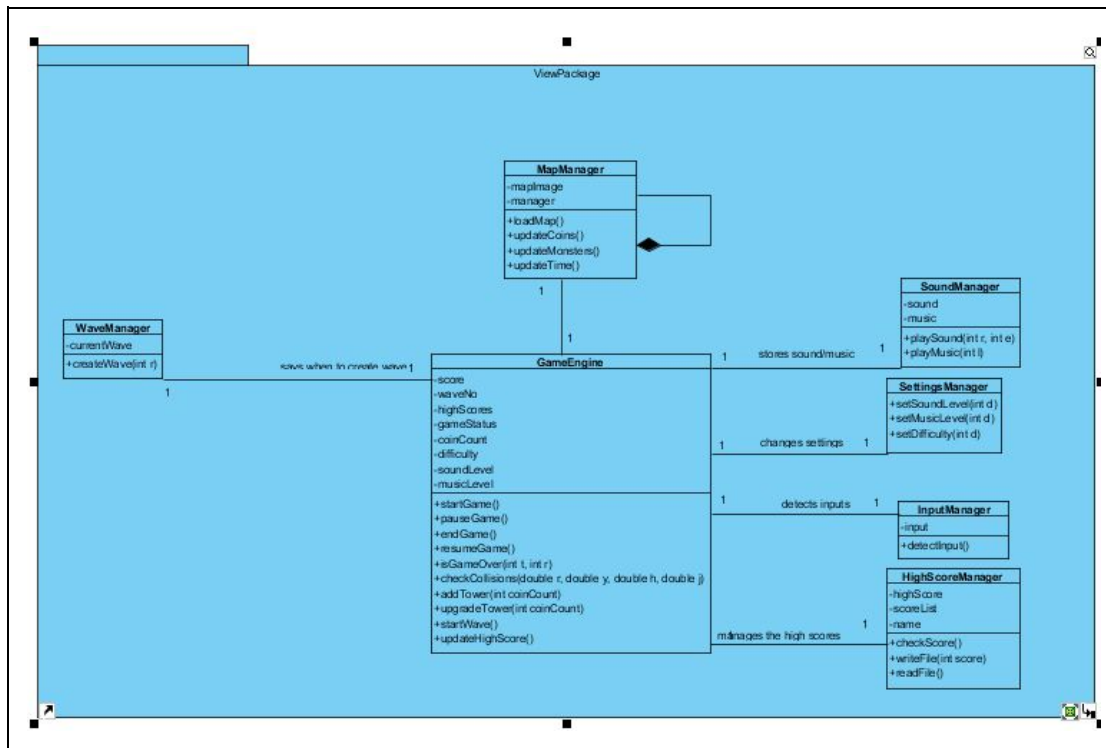 ViewPackage
MapManager
-mapImage
-manager
+loadMap()
+updateCoins()
+updateMonsters()
+updateTime()
1
1
WaveManager
-currentWave
+createWave(int r)
says when to create wave
1
1
GameEngine
-score
-waveNo
-highScores
-gameStatus
-coinCount
-difficulty
-soundLevel
-musicLevel
+startGame()
+pauseGame()
+endGame()
+resumeGame()
+isGameOver(int t, int r)
+checkCollisions(double r, double y, double h, double j)
+addTower(int coinCount)
+upgradeTower(int coinCount)
+startWave()
+updateHighScore()
SoundManager
-sound
-music
+playSound(int r, int e)
+playMusic(int l)
1 stores sound/music 1
SettingsManager
+setSoundLevel(int d)
+setMusicLevel(int d)
+setDifficulty(int d)
1 changes settings 1
1 detects inputs 1
InputManager
-input
+detectInput()
HighScoreManager
-highScore
-scoreList
-name
+checkScore()
+writeFile(int score)
+readFile()
1
manages the high scores
1